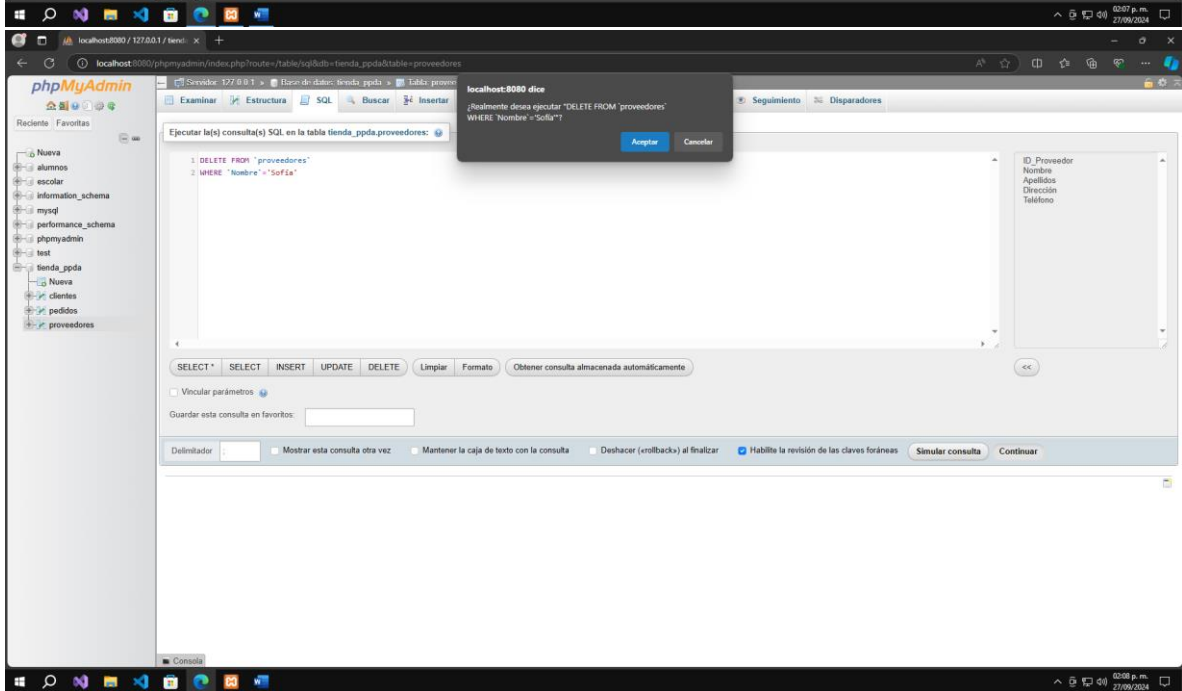 02:07 p. m.
27/09/2024
localhost:8080 / 127.0.0.1 / tiend
localhost:8080/phpmyadmin/index.php?route=/table/sql&db=tienda_ppda&table=proveedores
phpMyAdmin
Reciente Favoritas
Nueva
alumnos
escolar
information_schema
mysql
performance_schema
phpmyadmin
test
tienda_ppda
Nueva
clientes
pedidos
proveedores
Servidor: 127.0.0.1 » Base de datos: tienda_ppda » Tabla: provee
Examinar Estructura SQL Buscar Insertar
Seguimiento Disparadores
localhost:8080 dice
¿Realmente desea ejecutar "DELETE FROM `proveedores`
WHERE `Nombre`='Sofía'"?
Aceptar Cancelar
Ejecutar la(s) consulta(s) SQL en la tabla tienda_ppda.proveedores:
1 DELETE FROM `proveedores`
2 WHERE `Nombre`='Sofía'
ID_Proveedor
Nombre
Apellidos
Dirección
Teléfono
SELECT * SELECT INSERT UPDATE DELETE Limpiar Formato Obtener consulta almacenada automáticamente <<
Vincular parámetros
Guardar esta consulta en favoritos:
Delimitador ; Mostrar esta consulta otra vez Mantener la caja de texto con la consulta Deshacer («rollback») al finalizar Habilite la revisión de las claves foráneas Simular consulta Continuar
Consola
02:08 p. m.
27/09/2024